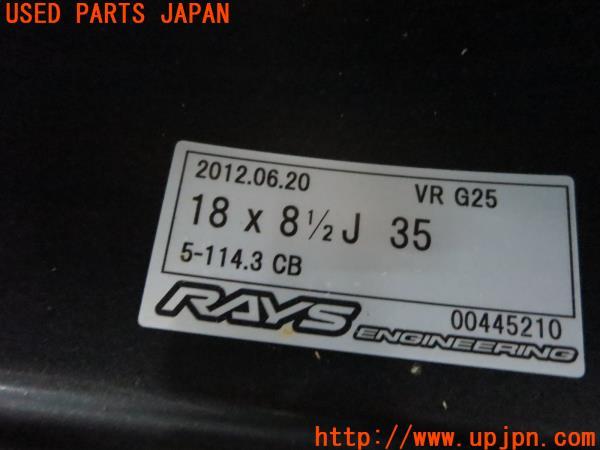 USED PARTS JAPAN
2012.06.20 VR G25
18 x 8½J 35
5-114.3 CB
RAYS ENGINEERING 00445210
http://www.upjpn.com/